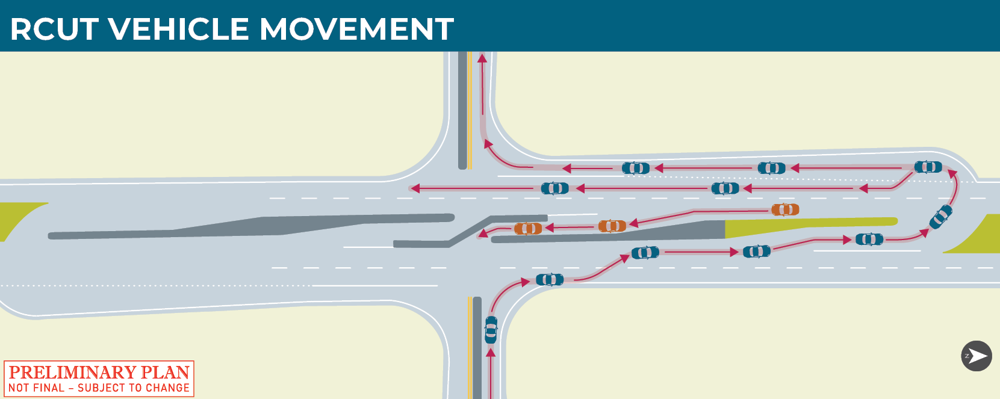 RCUT VEHICLE MOVEMENT
Z
PRELIMINARY PLAN
NOT FINAL – SUBJECT TO CHANGE